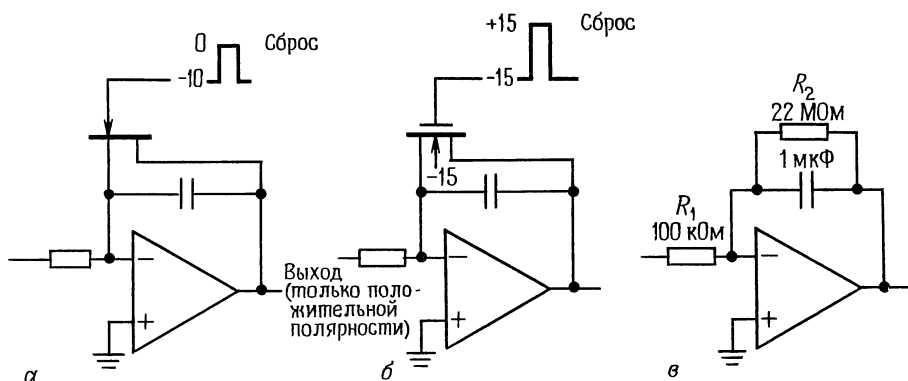 0 Сброс
-10
а
Выход
(только поло-
жительной
полярности)
+15 Сброс
-15
-15
б
R₂
22 МОм
1 мкФ
R₁
100 кОм
в
− 
+
−
+
−
+